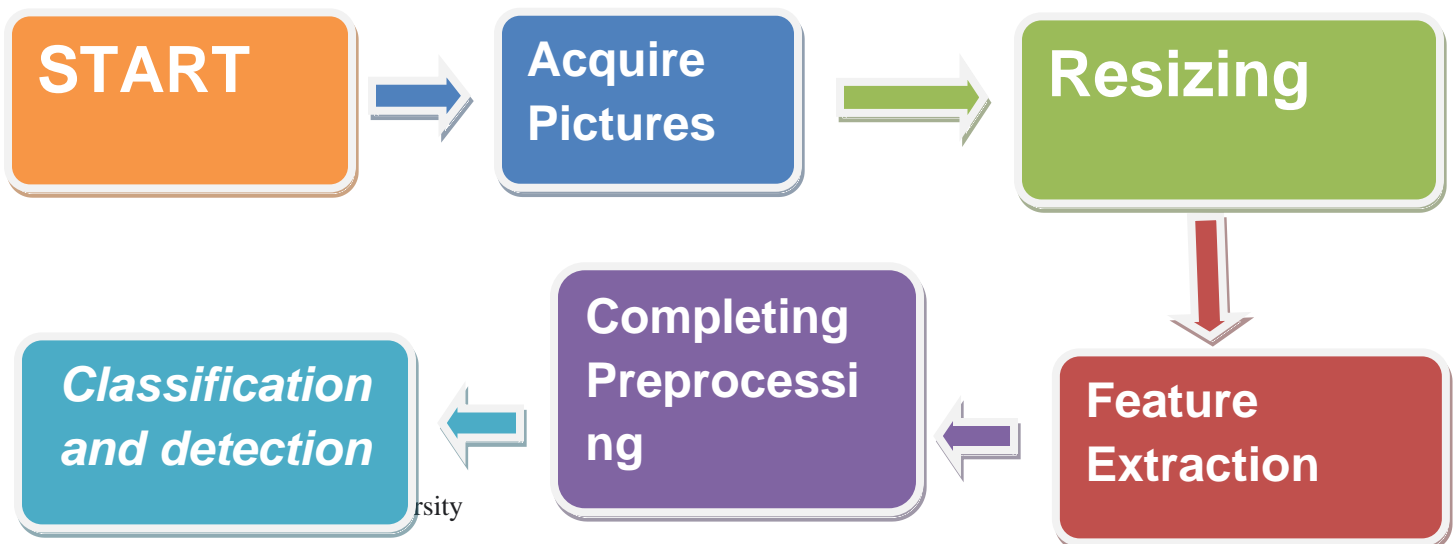 START
Acquire
Pictures
Resizing
Feature
Extraction
Completing
Preprocessi
ng
Classification
and detection
rsity